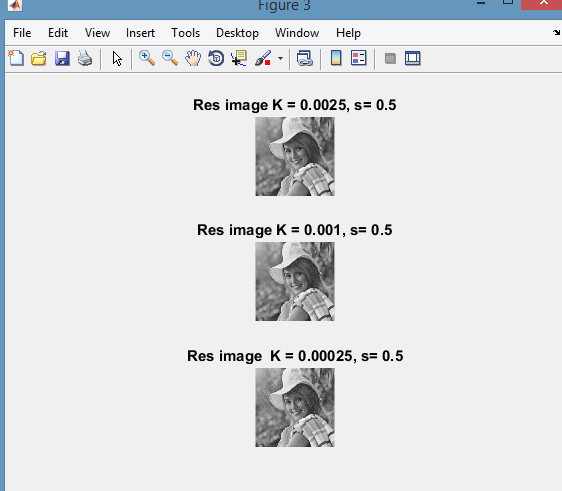 Figure 3
File Edit View Insert Tools Desktop Window Help
Res image K = 0.0025, s= 0.5
Res image K = 0.001, s= 0.5
Res image  K = 0.00025, s= 0.5